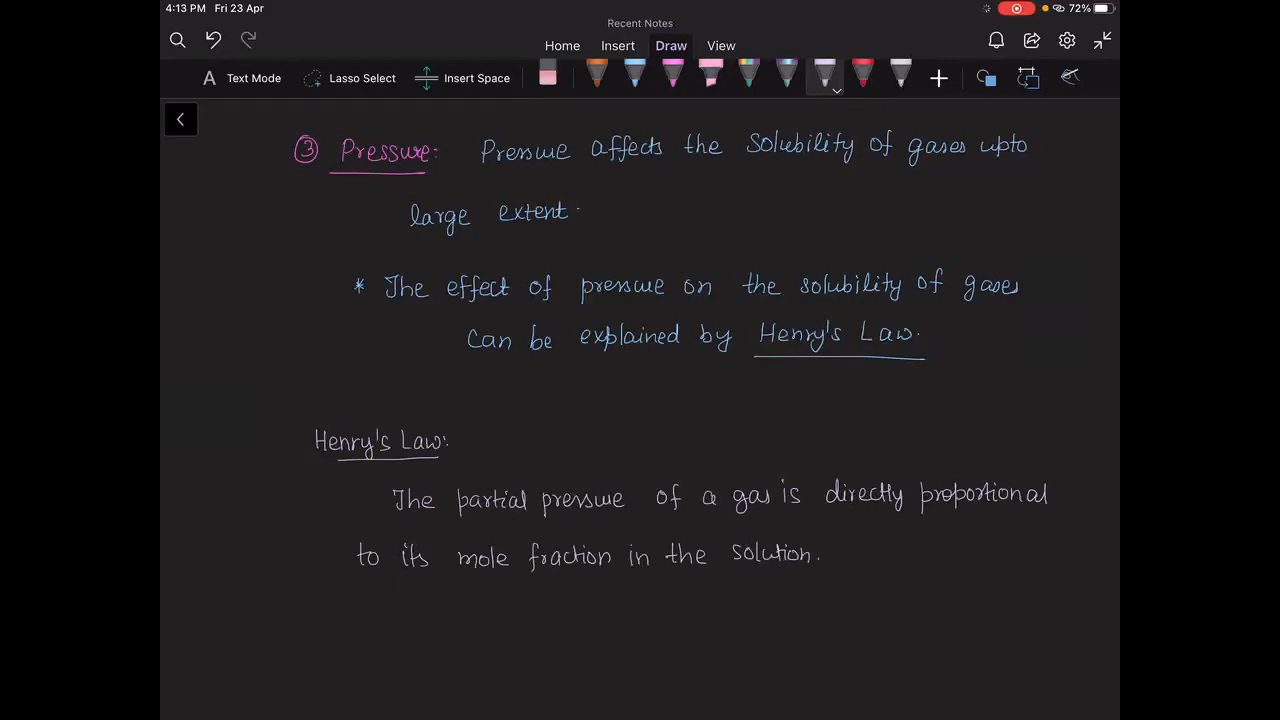 4:13 PM Fri 23 Apr
72%
Recent Notes
Home Insert Draw View
Text Mode Lasso Select Insert Space
③ Pressure: Pressure affects the solubility of gases upto
large extent.
* The effect of pressure on the solubility of gases
can be explained by Henry's Law.
Henry's Law:
The partial pressure of a gas is directly proportional
to its mole fraction in the solution.